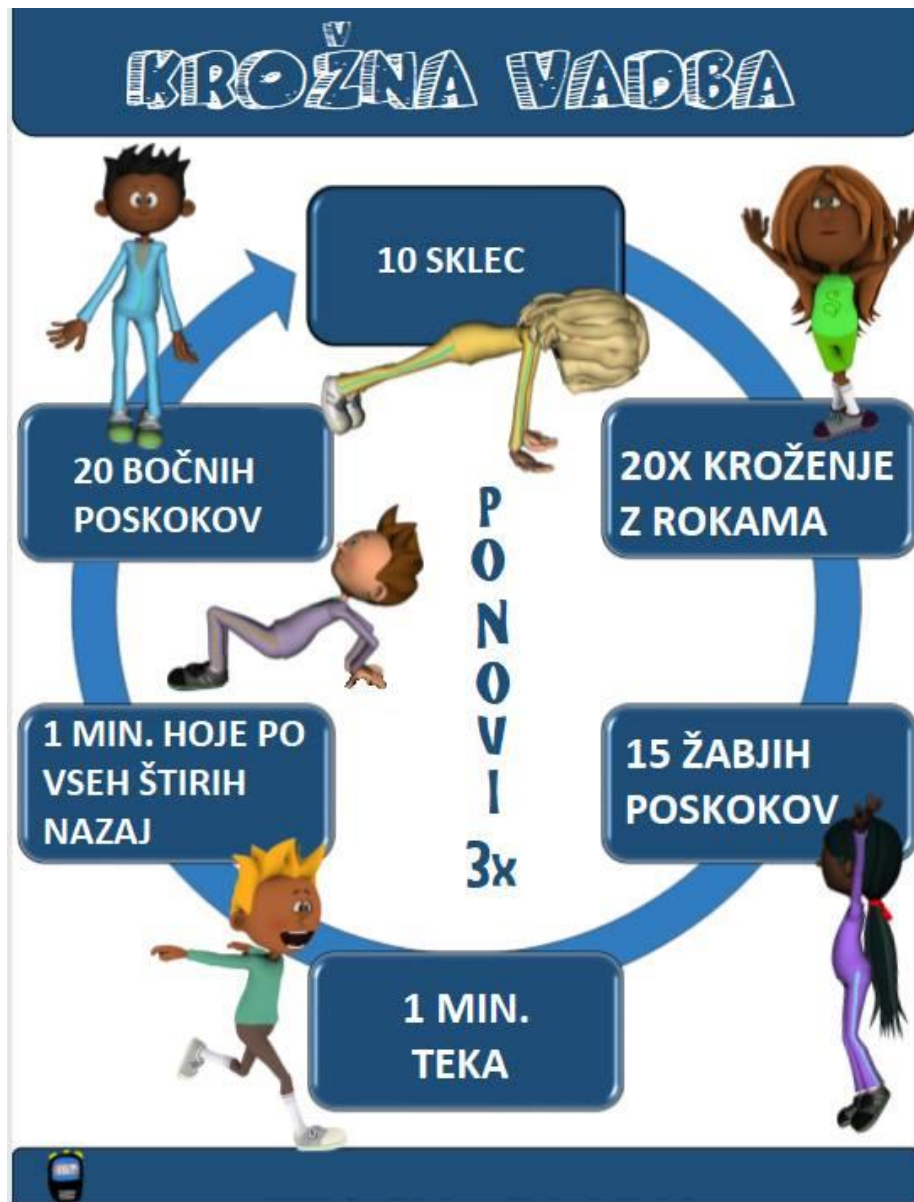 KROŽNA VADBA
10 SKLEC
20X KROŽENJE
Z ROKAMA
15 ŽABJIH
POSKOKOV
1 MIN.
TEKA
1 MIN. HOJE PO
VSEH ŠTIRIH
NAZAJ
20 BOČNIH
POSKOKOV
PONOVI
3x